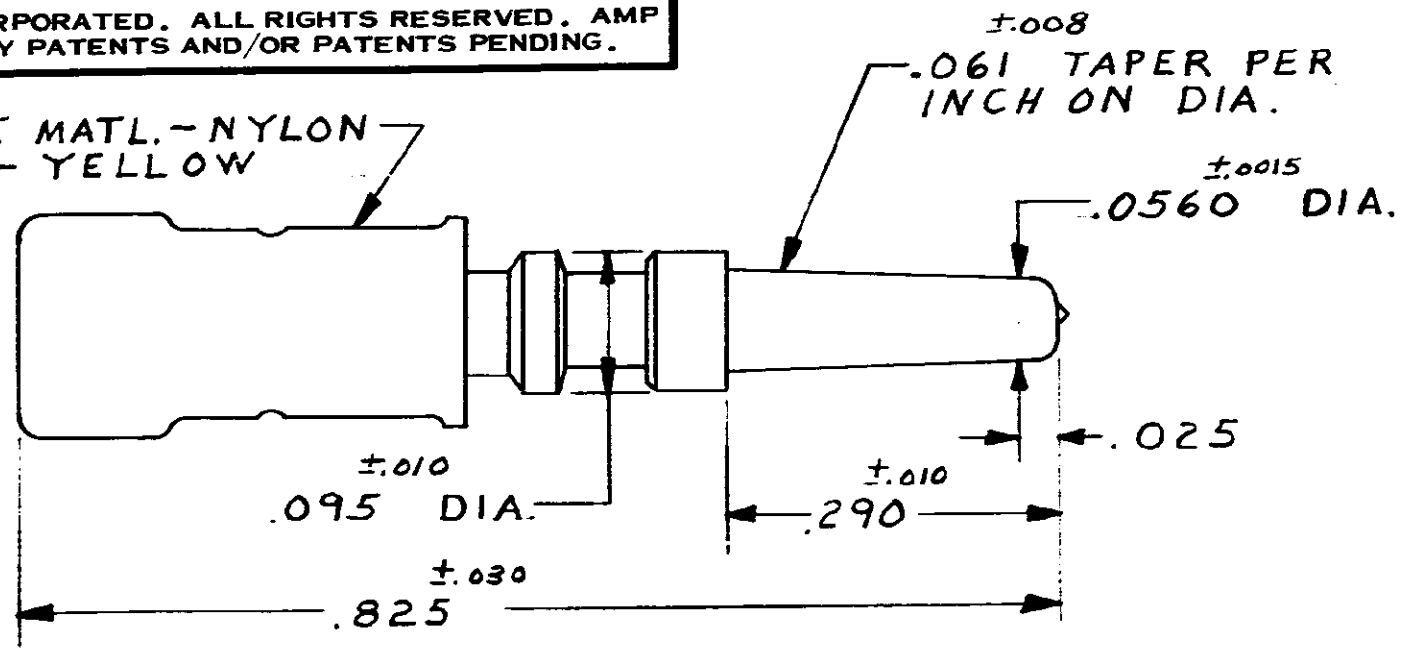 RPORATED. ALL RIGHTS RESERVED. AMP
Y PATENTS AND/OR PATENTS PENDING.
±.008
.061 TAPER PER
INCH ON DIA.
MATL.-NYLON
- YELLOW
±.0015
.0560 DIA.
.025
±.010
.095 DIA.
±.010
.290
±.030
.825